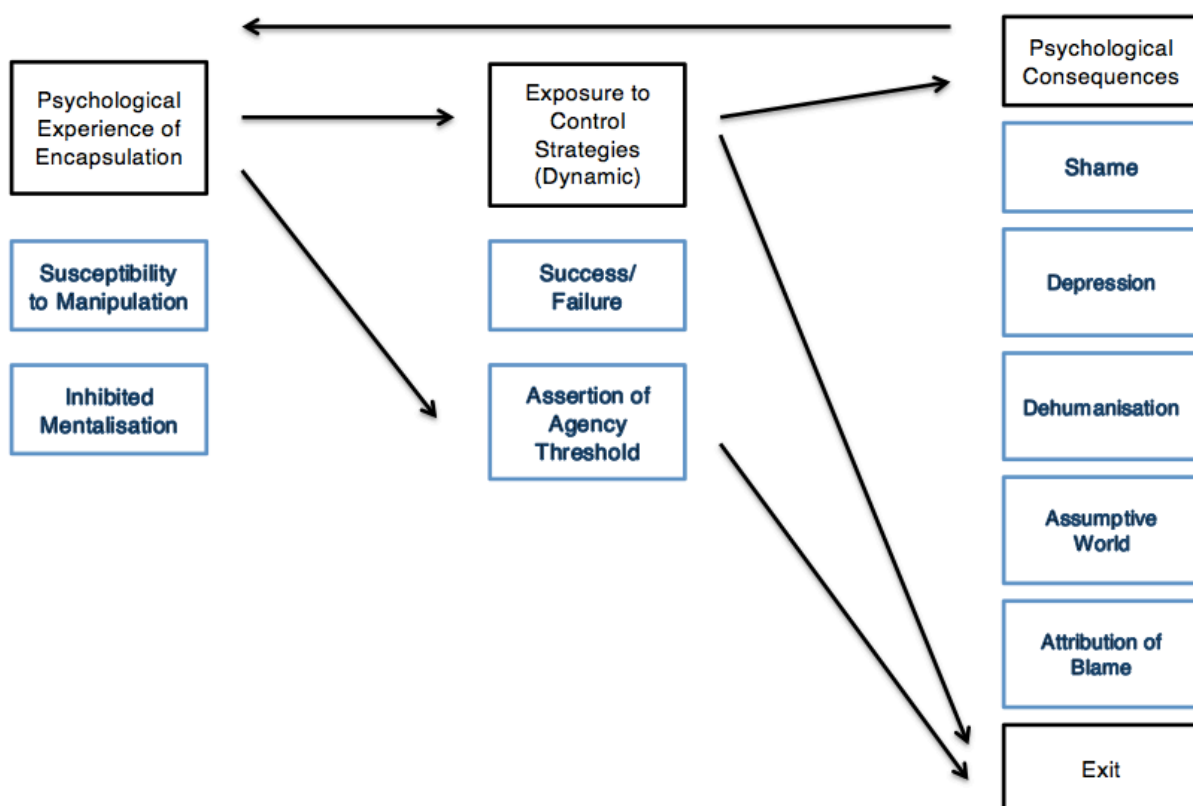 Psychological
Experience of
Encapsulation
Susceptibility
to Manipulation
Inhibited
Mentalisation
Exposure to
Control
Strategies
(Dynamic)
Success/
Failure
Assertion of
Agency
Threshold
Psychological
Consequences
Shame
Depression
Dehumanisation
Assumptive
World
Attribution of
Blame
Exit